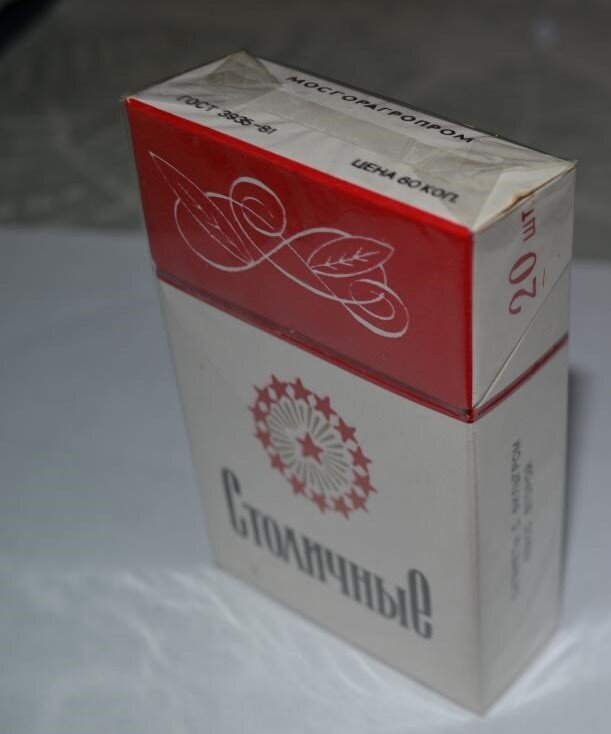 МОСГОРАГРОПРОМ
ГОСТ 3935-81
ЦЕНА 60 КОП.
20 шт.
Столичные